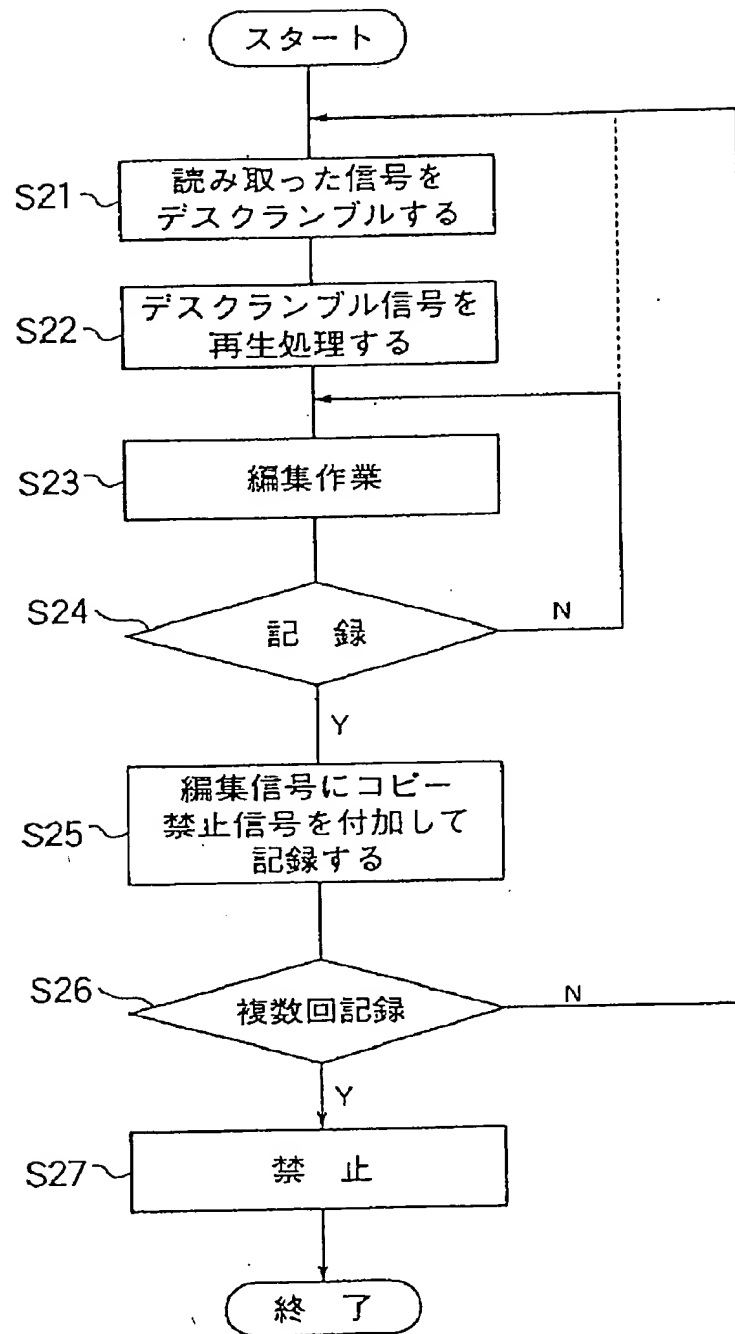 スタート
S21
読み取った信号を
デスクランブルする
S22
デスクランブル信号を
再生処理する
S23
編集作業
S24
記 録
N
Y
S25
編集信号にコピー
禁止信号を付加して
記録する
S26
複数回記録
N
Y
S27
禁 止
終 了